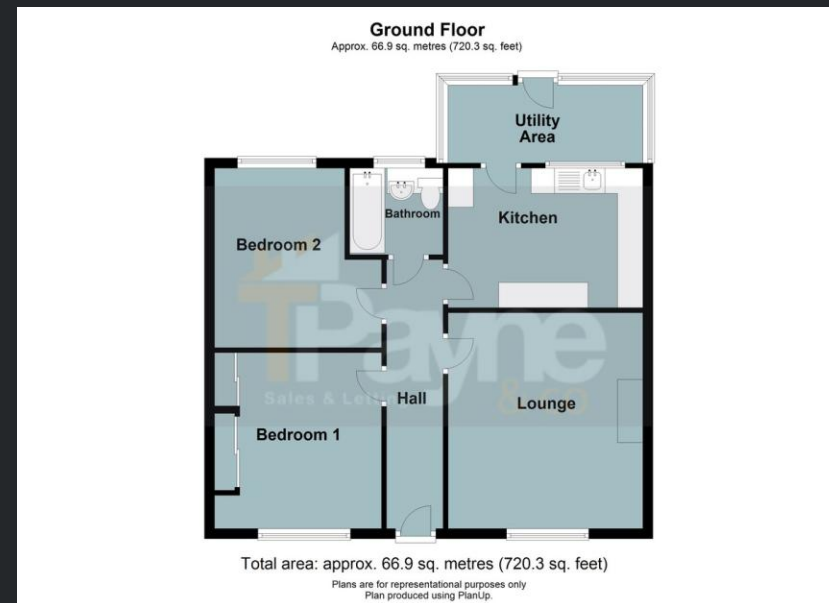 Ground Floor
Approx. 66.9 sq. metres (720.3 sq. feet)
Utility
Area
Bathroom
Kitchen
Bedroom 2
Payne
& co
Sales & Letting
Hall
Lounge
Bedroom 1
Total area: approx. 66.9 sq. metres (720.3 sq. feet)
Plans are for representational purposes only
Plan produced using PlanUp.